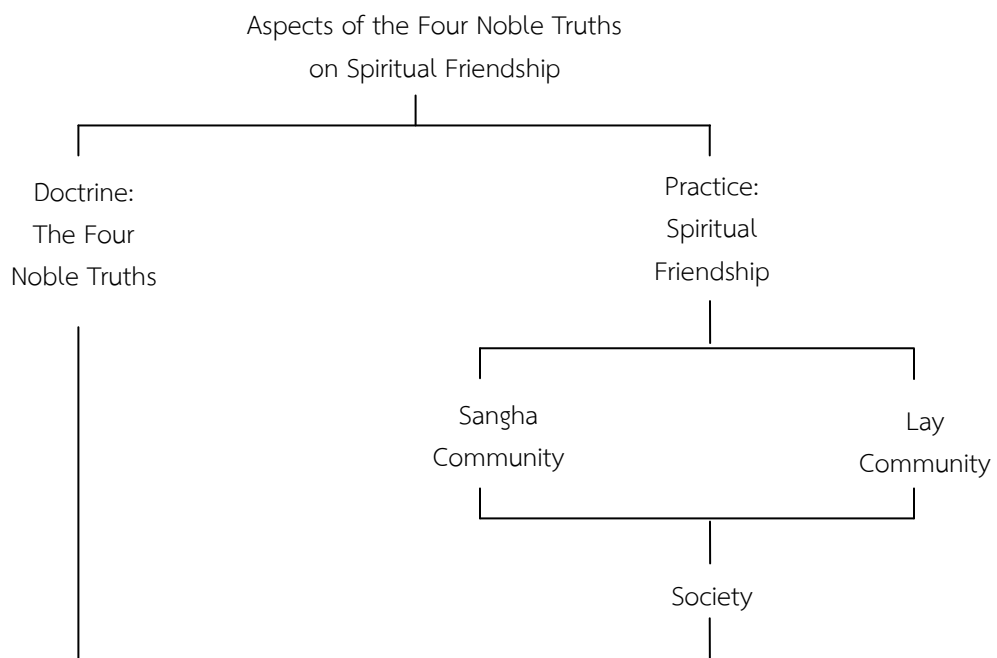 Aspects of the Four Noble Truths
on Spiritual Friendship
Doctrine:
The Four
Noble Truths
Practice:
Spiritual
Friendship
Sangha
Community
Lay
Community
Society